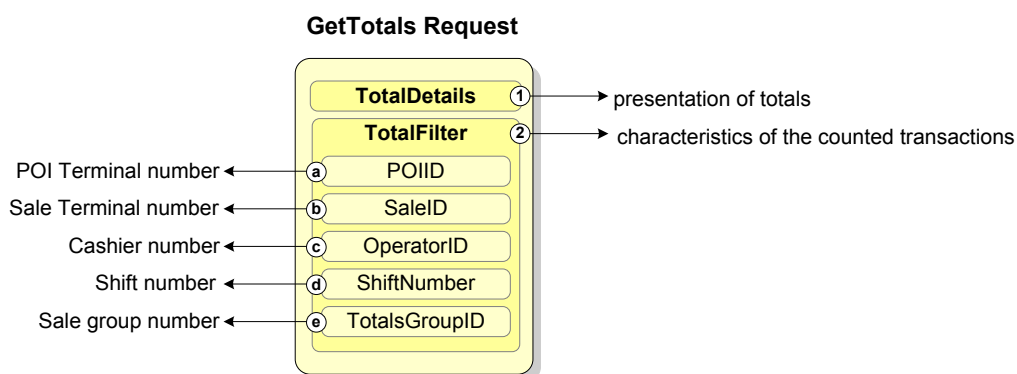 GetTotals Request
TotalDetails 1 presentation of totals
TotalFilter 2 characteristics of the counted transactions
POI Terminal number a POIID
Sale Terminal number b SaleID
Cashier number c OperatorID
Shift number d ShiftNumber
Sale group number e TotalsGroupID